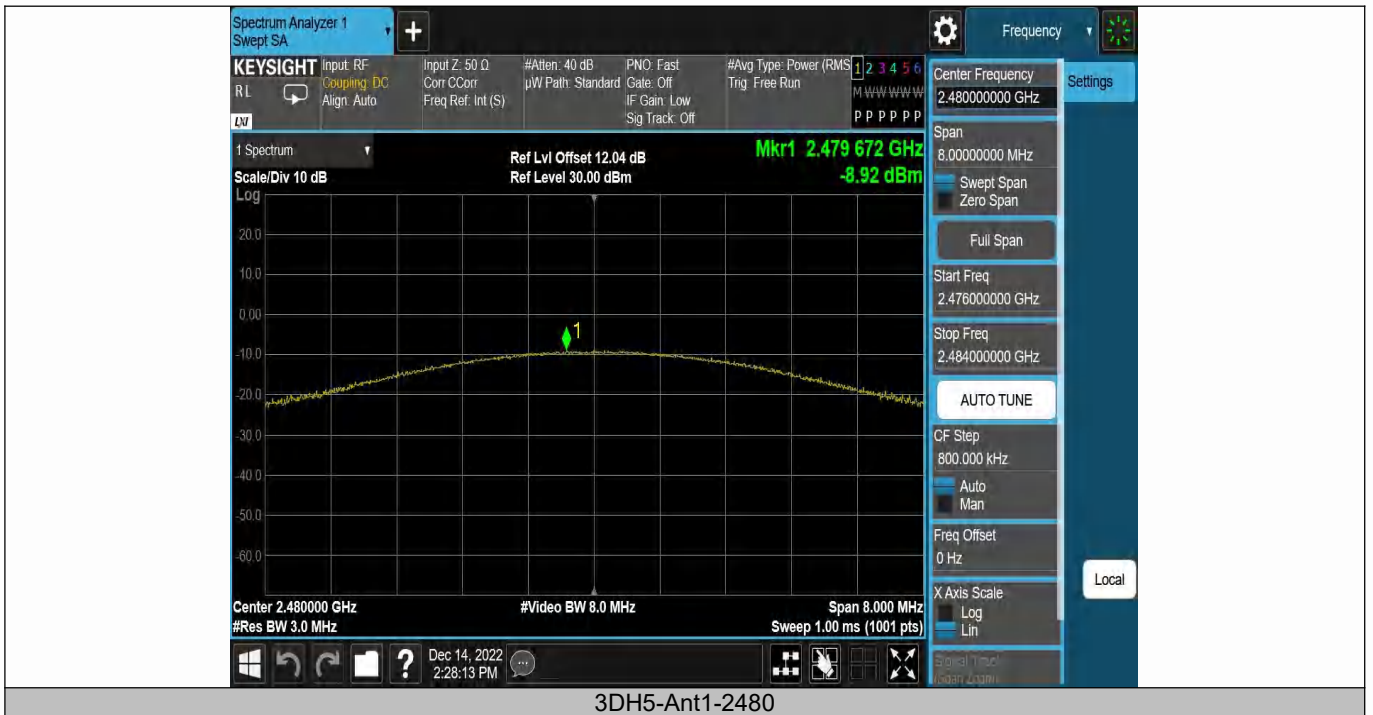 Spectrum Analyzer 1
Swept SA
+
Frequency
KEYSIGHT
RL
LXI
Input: RF
Coupling: DC
Align: Auto
Input Z: 50 Ω
Corr CCorr
Freq Ref: Int (S)
#Atten: 40 dB
µW Path: Standard
PNO: Fast
Gate: Off
IF Gain: Low
Sig Track: Off
#Avg Type: Power (RMS
Trig: Free Run
1 2 3 4 5 6
M W W W W W
P P P P P P
1 Spectrum
Scale/Div 10 dB
Ref Lvl Offset 12.04 dB
Ref Level 30.00 dBm
Mkr1 2.479 672 GHz
-8.92 dBm
Log
20.0
10.0
0.00
-10.0
-20.0
-30.0
-40.0
-50.0
-60.0
1
Center 2.480000 GHz
#Video BW 8.0 MHz
Span 8.000 MHz
#Res BW 3.0 MHz
Sweep 1.00 ms (1001 pts)
?
Dec 14, 2022
2:28:13 PM
Center Frequency
2.480000000 GHz
Settings
Span
8.00000000 MHz
Swept Span
Zero Span
Full Span
Start Freq
2.476000000 GHz
Stop Freq
2.484000000 GHz
AUTO TUNE
CF Step
800.000 kHz
Auto
Man
Freq Offset
0 Hz
X Axis Scale
Log
Lin
Signal Track
(Span Zoom)
Local
3DH5-Ant1-2480